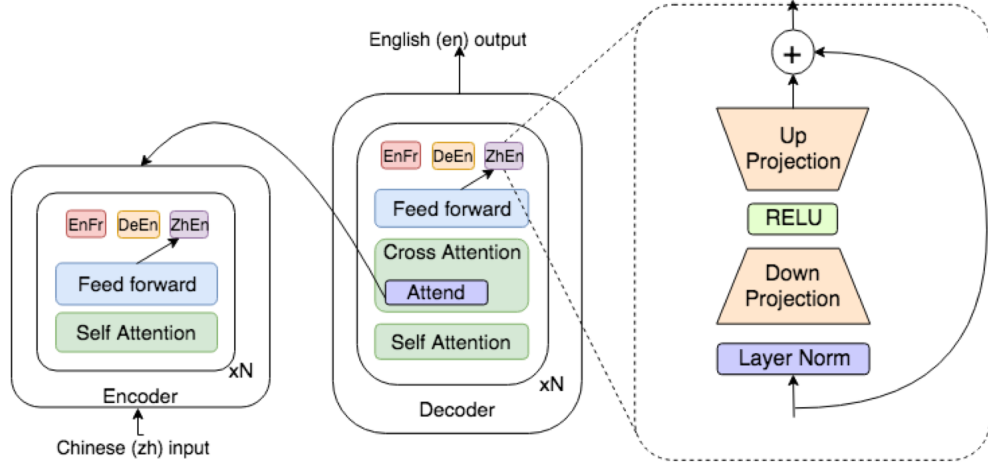 English (en) output
EnFr
DeEn
ZhEn
Feed forward
Self Attention
xN
Encoder
Chinese (zh) input
EnFr
DeEn
ZhEn
Feed forward
Cross Attention
Attend
Self Attention
xN
Decoder
+
Up
Projection
RELU
Down
Projection
Layer Norm